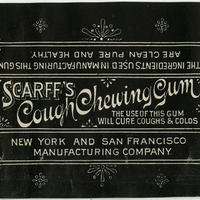 THE INGREDIENTS USED IN MANUFACTURING THIS GUM
ARE CLEAN PURE AND HEALTHY
SCARFF'S
Cough Chewing Gum
THE USE OF THIS GUM
WILL CURE COUGHS & COLDS
NEW YORK AND SAN FRANCISCO
MANUFACTURING COMPANY